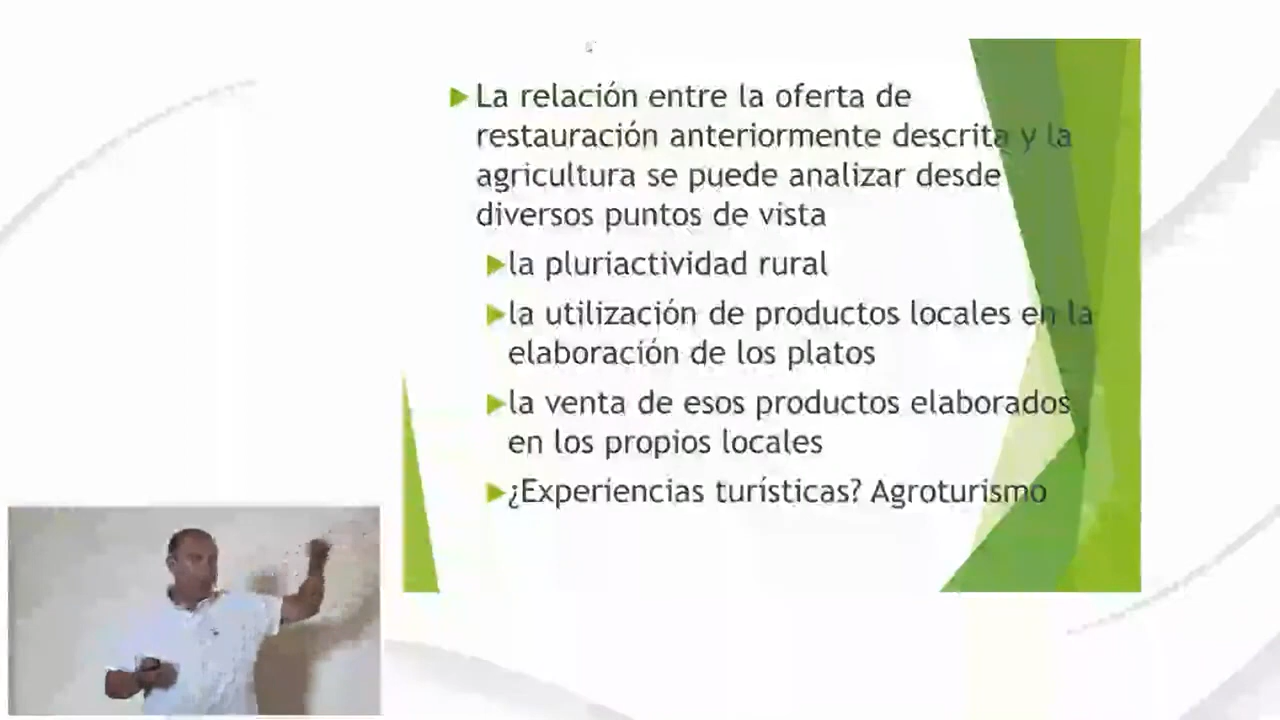 La relación entre la oferta de
restauración anteriormente descrita y la
agricultura se puede analizar desde
diversos puntos de vista
la pluriactividad rural
la utilización de productos locales en la
elaboración de los platos
la venta de esos productos elaborados
en los propios locales
¿Experiencias turísticas? Agroturismo